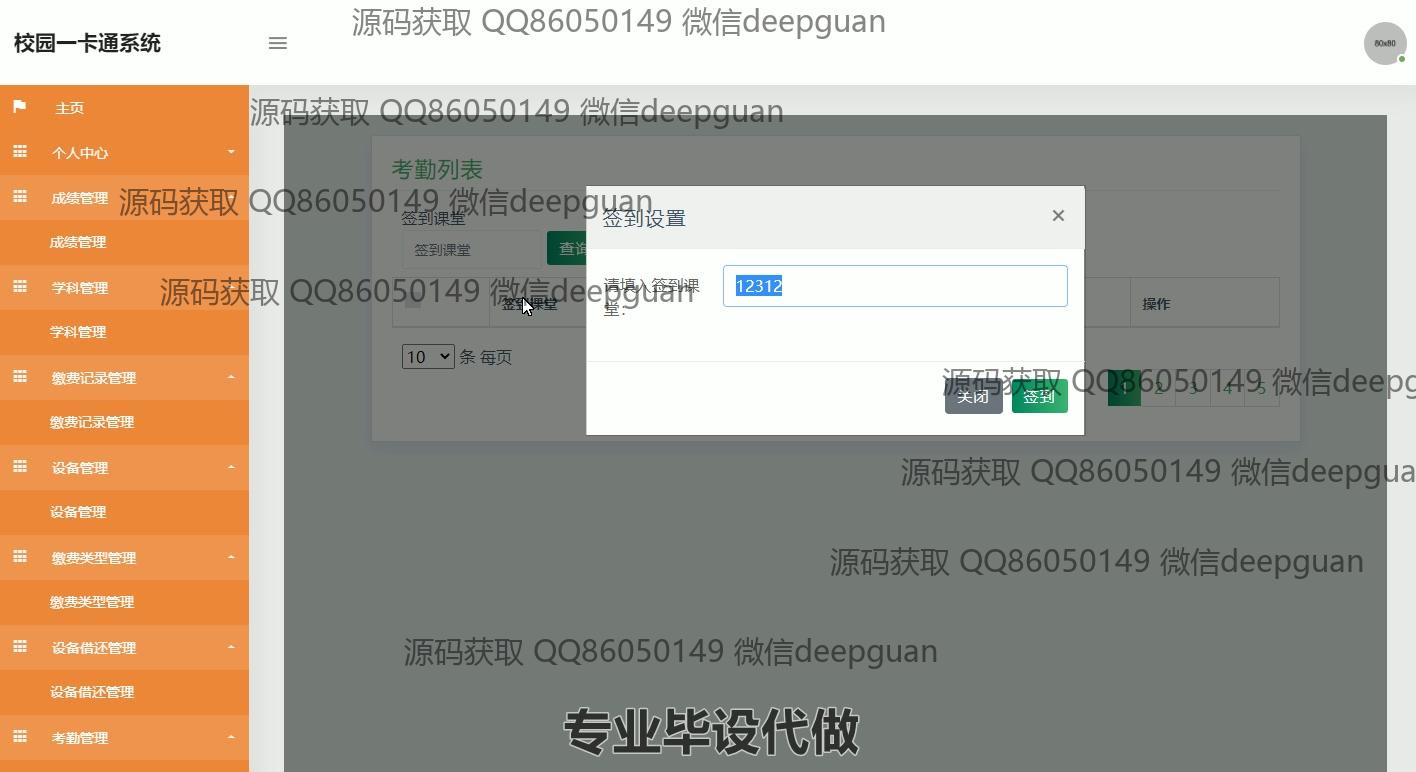 源码获取 QQ86050149 微信deepguan
校园一卡通系统
80x80
主页
源码获取 QQ86050149 微信deepguan
个人中心
考勤列表
成绩管理
源码获取 QQ86050149 微信deepguan
签到课堂
签到设置
×
成绩管理
签到课堂
查询
学科管理
源码获取 QQ86050149 微信deepguan
请填入签到课堂：
12312
签到课堂
操作
学科管理
10 条 每页
缴费记录管理
源码获取 QQ86050149 微信deepg
关闭
签到
1 2 3 4 5
缴费记录管理
设备管理
源码获取 QQ86050149 微信deepgua
设备管理
缴费类型管理
源码获取 QQ86050149 微信deepguan
缴费类型管理
设备借还管理
源码获取 QQ86050149 微信deepguan
设备借还管理
考勤管理
专业毕设代做